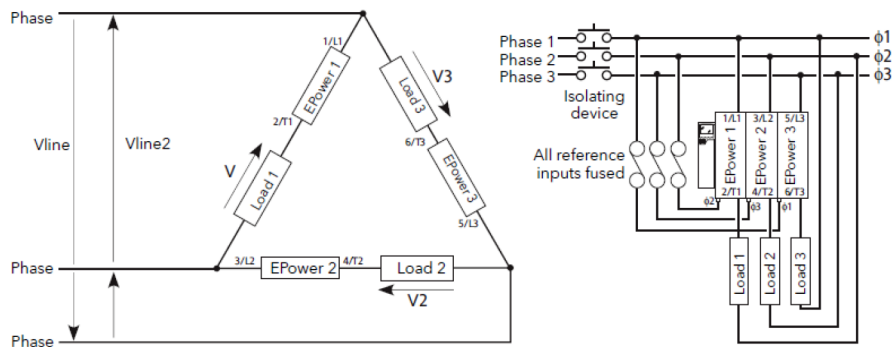 Phase
1/L1
EPower 1
2/T1
Load 1
V
Vline
Vline2
Load 3
V3
6/T3
EPower 3
5/L3
Phase
3/L2
EPower 2
4/T2
Load 2
V2
Phase
Phase 1
Phase 2
Phase 3
ϕ1
ϕ2
ϕ3
Isolating
device
All reference
inputs fused
1/L1
3/L2
5/L3
EPower 1
EPower 2
EPower 3
2/T1
4/T2
6/T3
ϕ2
ϕ3
ϕ1
Load 1
Load 2
Load 3